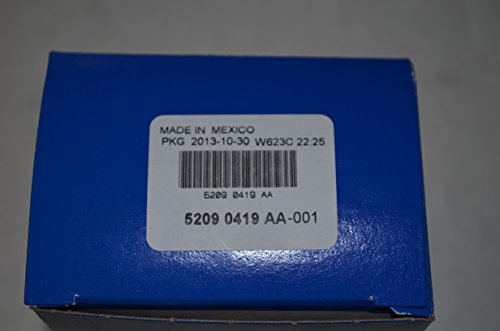 MADE IN MEXICO
PKG 2013-10-30 W623C 22:25
5209 0419 AA
5209 0419 AA-001